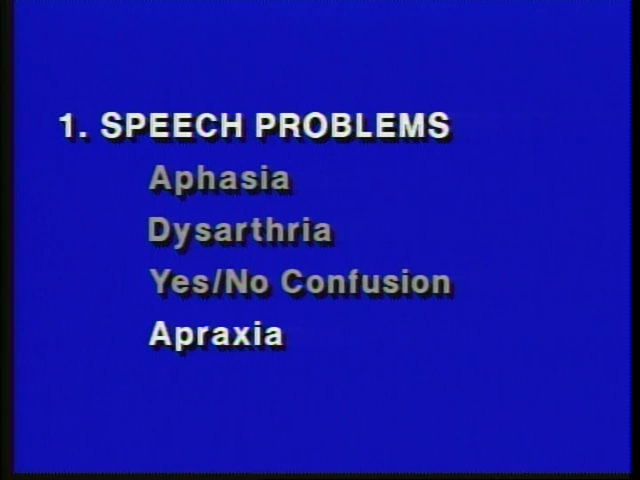 1. SPEECH PROBLEMS
Aphasia
Dysarthria
Yes/No Confusion
Apraxia